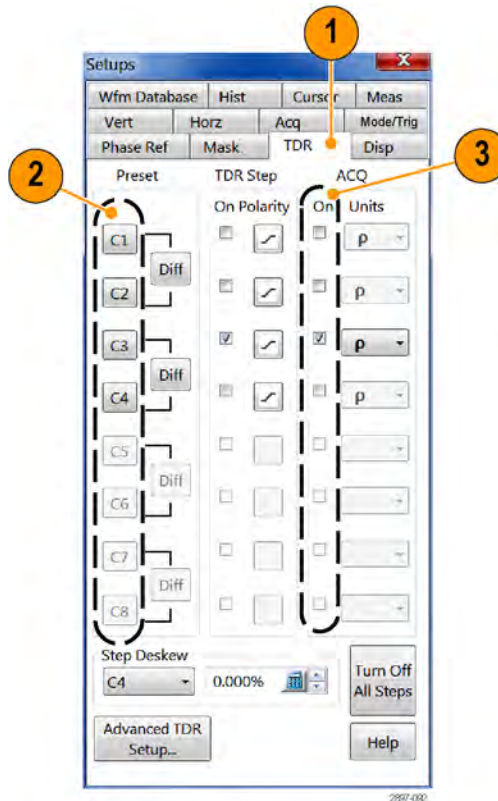 1
Setups
X
Wfm Database Hist Cursor Meas
Vert Horz Acq Mode/Trig
Phase Ref Mask TDR Disp
2
3
Preset TDR Step ACQ
On Polarity On Units
C1 ρ
Diff
C2 ρ
C3 ρ
Diff
C4 ρ
C5
Diff
C6
C7
Diff
C8
Step Deskew
C4 0.000%
Turn Off
All Steps
Advanced TDR
Setup...
Help
2897-092